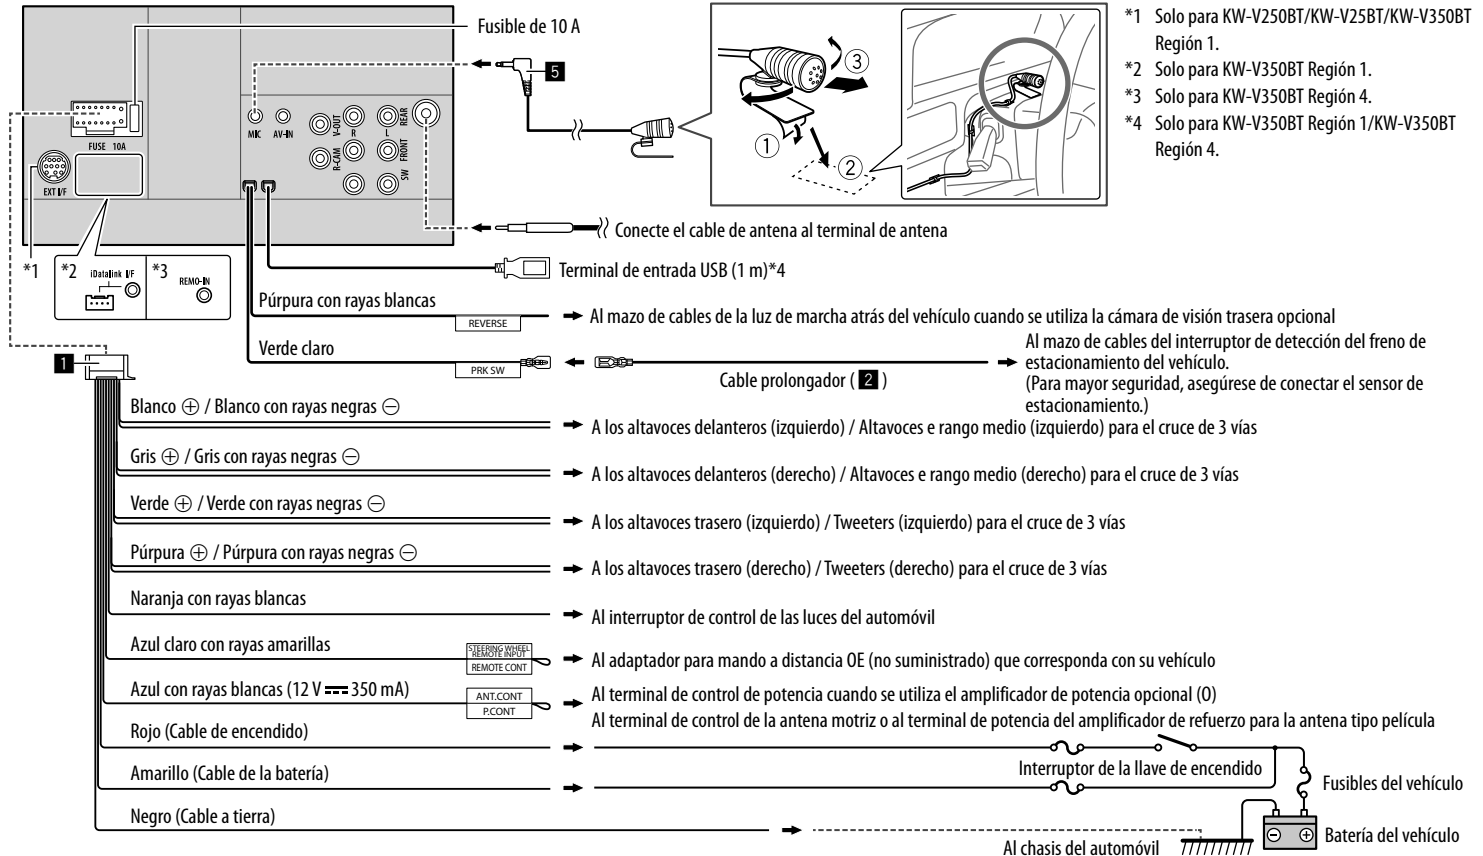 Fusible de 10 A
5
MIC
AV-IN
V-OUT
R
L
REAR
R-CAM
FRONT
SW
FUSE 10A
EXT I/F
1
3
2
*1 Solo para KW-V250BT/KW-V25BT/KW-V350BT
Región 1.
*2 Solo para KW-V350BT Región 1.
*3 Solo para KW-V350BT Región 4.
*4 Solo para KW-V350BT Región 1/KW-V350BT
Región 4.
Conecte el cable de antena al terminal de antena
*1
*2
iDatalink I/F
*3
REMO-IN
Terminal de entrada USB (1 m)*4
Púrpura con rayas blancas
REVERSE
Al mazo de cables de la luz de marcha atrás del vehículo cuando se utiliza la cámara de visión trasera opcional
Verde claro
PRK SW
Cable prolongador ( 2 )
Al mazo de cables del interruptor de detección del freno de
estacionamiento del vehículo.
(Para mayor seguridad, asegúrese de conectar el sensor de
estacionamiento.)
1
Blanco ⊕ / Blanco con rayas negras ⊖
A los altavoces delanteros (izquierdo) / Altavoces e rango medio (izquierdo) para el cruce de 3 vías
Gris ⊕ / Gris con rayas negras ⊖
A los altavoces delanteros (derecho) / Altavoces e rango medio (derecho) para el cruce de 3 vías
Verde ⊕ / Verde con rayas negras ⊖
A los altavoces trasero (izquierdo) / Tweeters (izquierdo) para el cruce de 3 vías
Púrpura ⊕ / Púrpura con rayas negras ⊖
A los altavoces trasero (derecho) / Tweeters (derecho) para el cruce de 3 vías
Naranja con rayas blancas
Al interruptor de control de las luces del automóvil
Azul claro con rayas amarillas
STEERING WHEEL
REMOTE INPUT
REMOTE CONT
Al adaptador para mando a distancia OE (no suministrado) que corresponda con su vehículo
Azul con rayas blancas (12 V ⎓ 350 mA)
ANT.CONT
P.CONT
Al terminal de control de potencia cuando se utiliza el amplificador de potencia opcional (O)
Al terminal de control de la antena motriz o al terminal de potencia del amplificador de refuerzo para la antena tipo película
Rojo (Cable de encendido)
Interruptor de la llave de encendido
Amarillo (Cable de la batería)
Fusibles del vehículo
Negro (Cable a tierra)
Al chasis del automóvil
⊖ ⊕
Batería del vehículo